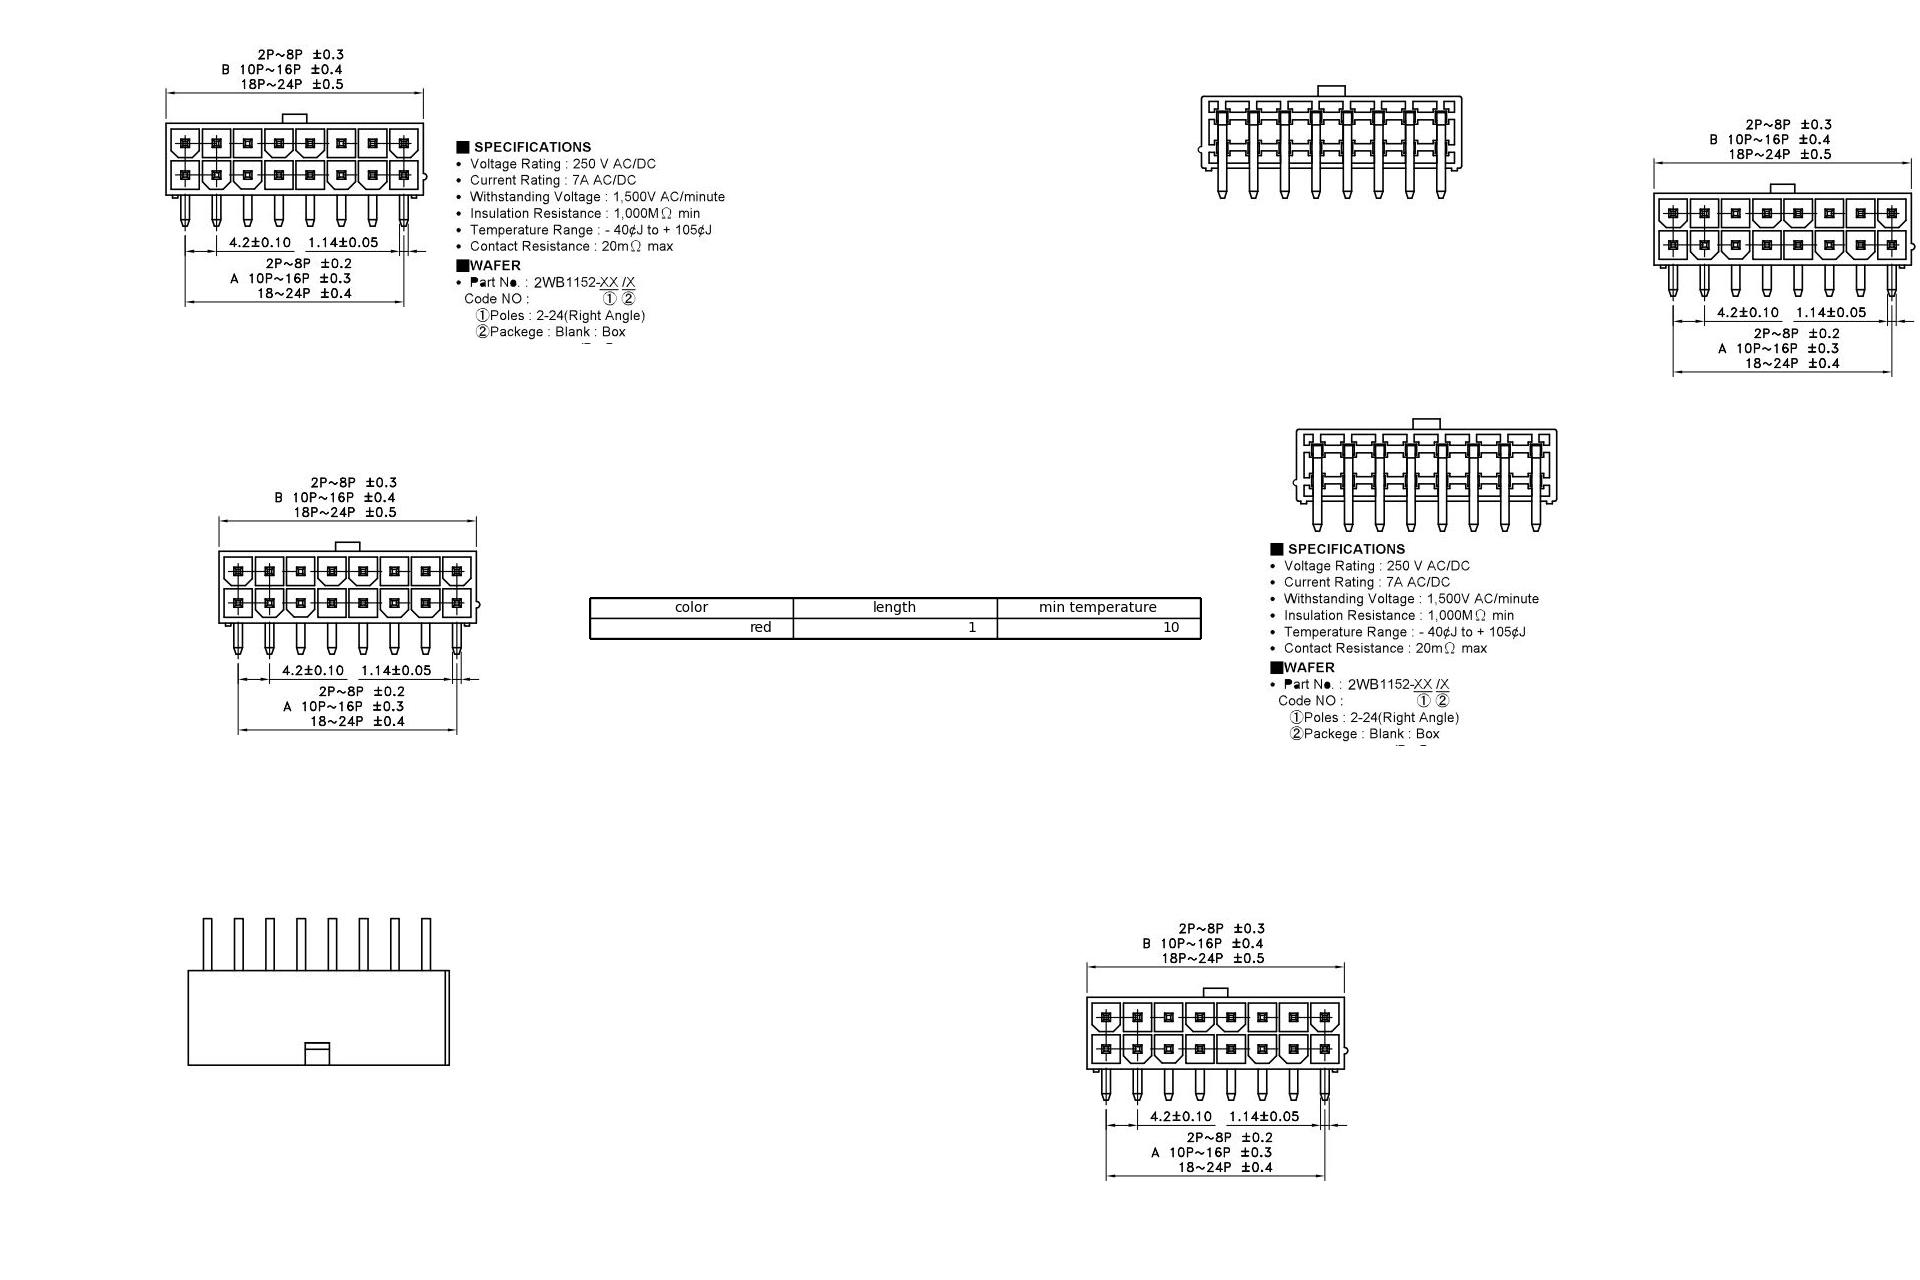 2P~8P ±0.3
B 10P~16P ±0.4
18P~24P ±0.5
4.2±0.10 1.14±0.05
2P~8P ±0.2
A 10P~16P ±0.3
18~24P ±0.4
■ SPECIFICATIONS
• Voltage Rating : 250 V AC/DC
• Current Rating : 7A AC/DC
• Withstanding Voltage : 1,500V AC/minute
• Insulation Resistance : 1,000MΩ min
• Temperature Range : - 40¢J to + 105¢J
• Contact Resistance : 20mΩ max
■WAFER
• Part No. : 2WB1152-XX /X
Code NO : ① ②
①Poles : 2-24(Right Angle)
②Packege : Blank : Box
2P~8P ±0.3
B 10P~16P ±0.4
18P~24P ±0.5
4.2±0.10 1.14±0.05
2P~8P ±0.2
A 10P~16P ±0.3
18~24P ±0.4
2P~8P ±0.3
B 10P~16P ±0.4
18P~24P ±0.5
4.2±0.10 1.14±0.05
2P~8P ±0.2
A 10P~16P ±0.3
18~24P ±0.4
color length min temperature
red 1 10
■ SPECIFICATIONS
• Voltage Rating : 250 V AC/DC
• Current Rating : 7A AC/DC
• Withstanding Voltage : 1,500V AC/minute
• Insulation Resistance : 1,000MΩ min
• Temperature Range : - 40¢J to + 105¢J
• Contact Resistance : 20mΩ max
■WAFER
• Part No. : 2WB1152-XX /X
Code NO : ① ②
①Poles : 2-24(Right Angle)
②Packege : Blank : Box
2P~8P ±0.3
B 10P~16P ±0.4
18P~24P ±0.5
4.2±0.10 1.14±0.05
2P~8P ±0.2
A 10P~16P ±0.3
18~24P ±0.4